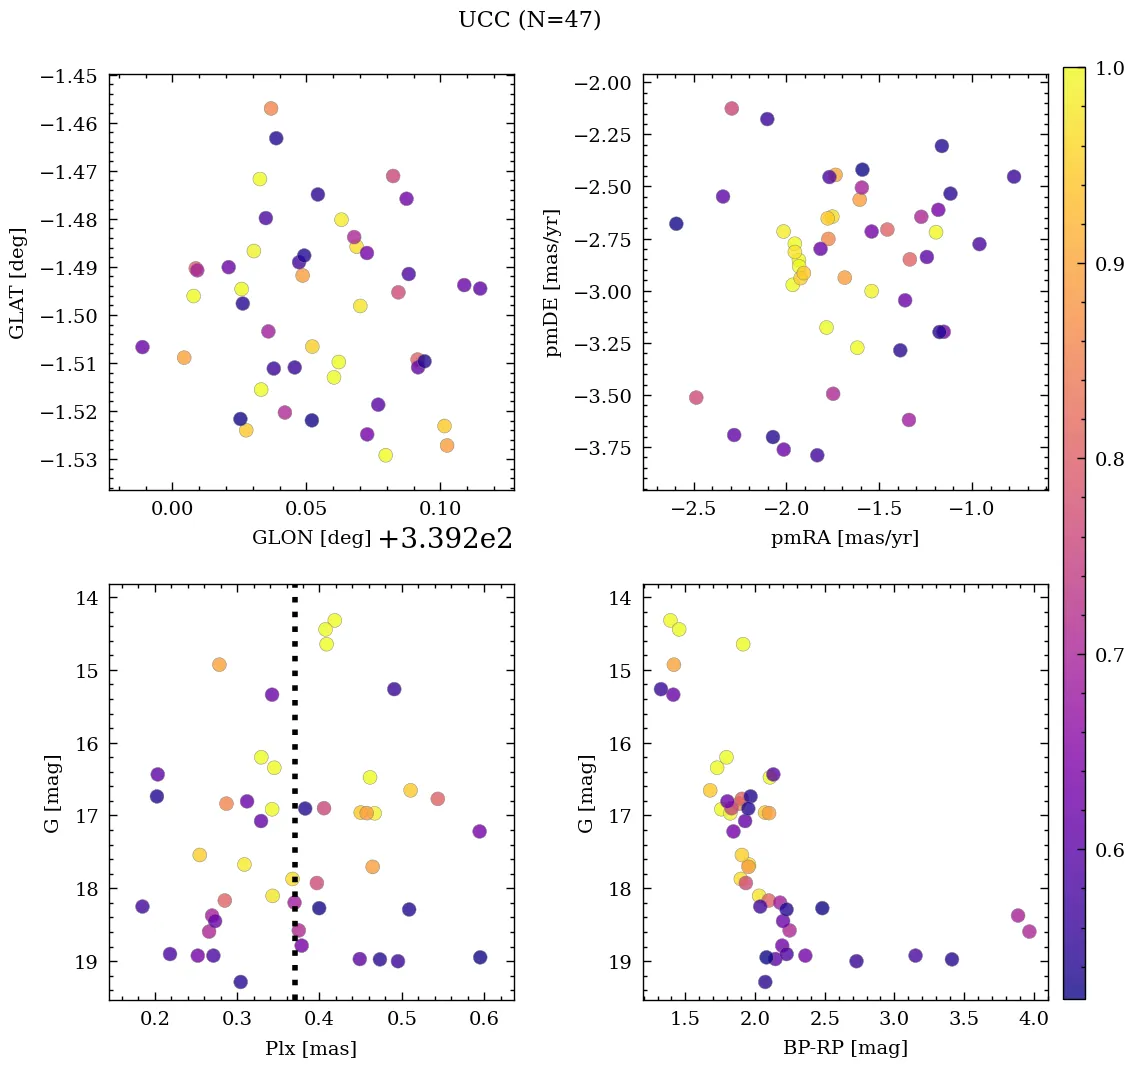 UCC (N=47)
−1.45
−1.46
−1.47
−1.48
−1.49
−1.50
−1.51
−1.52
−1.53
GLAT [deg]
0.00 0.05 0.10
GLON [deg] +3.392e2
−2.00
−2.25
−2.50
−2.75
−3.00
−3.25
−3.50
−3.75
pmDE [mas/yr]
−2.5 −2.0 −1.5 −1.0
pmRA [mas/yr]
1.0
0.9
0.8
0.7
0.6
14
15
16
17
18
19
G [mag]
0.2 0.3 0.4 0.5 0.6
Plx [mas]
14
15
16
17
18
19
G [mag]
1.5 2.0 2.5 3.0 3.5 4.0
BP-RP [mag]